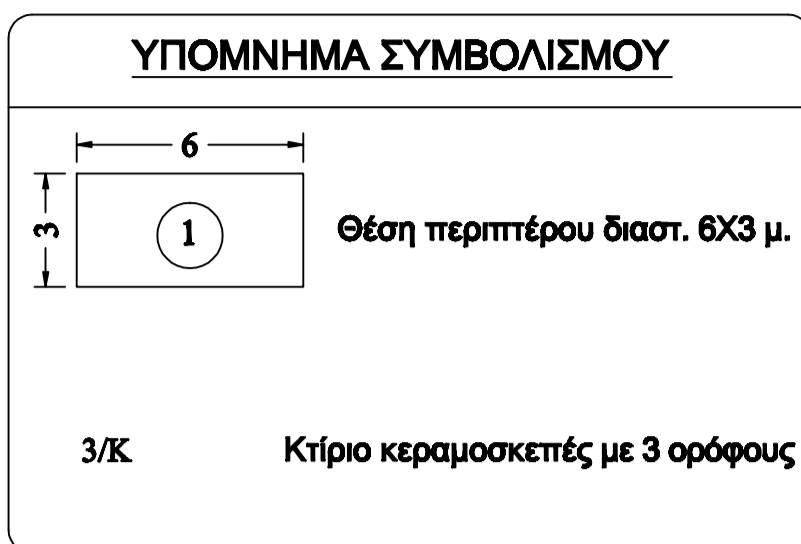 ΥΠΟΜΝΗΜΑ ΣΥΜΒΟΛΙΣΜΟΥ
6
3
1
Θέση περιπτέρου διαστ. 6Χ3 μ.
3/Κ
Κτίριο κεραμοσκεπές με 3 ορόφους